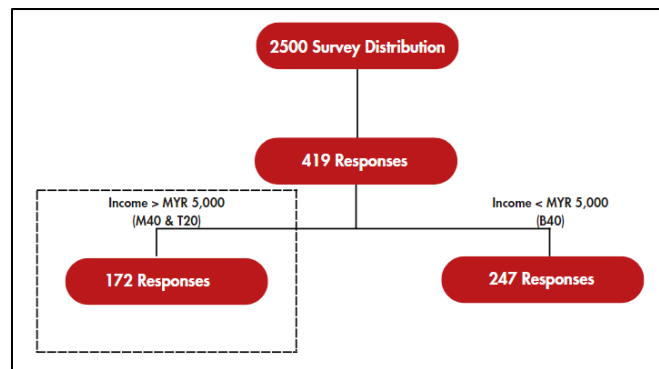 2500 Survey Distribution
419 Responses
Income > MYR 5,000
(M40 & T20)
Income < MYR 5,000
(B40)
172 Responses
247 Responses